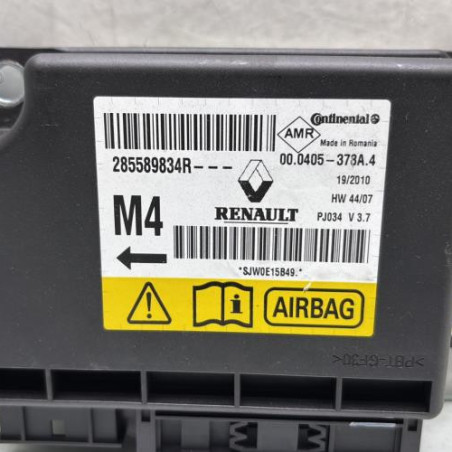 Continental
AMR
Made in Romania
285589834R--- 00.0405-378A.4
19/2010
M4
RENAULT
HW 44/07
PJ034 V 3.7
*SJW0E15B49.*
i
AIRBAG
>PBT-GF30<